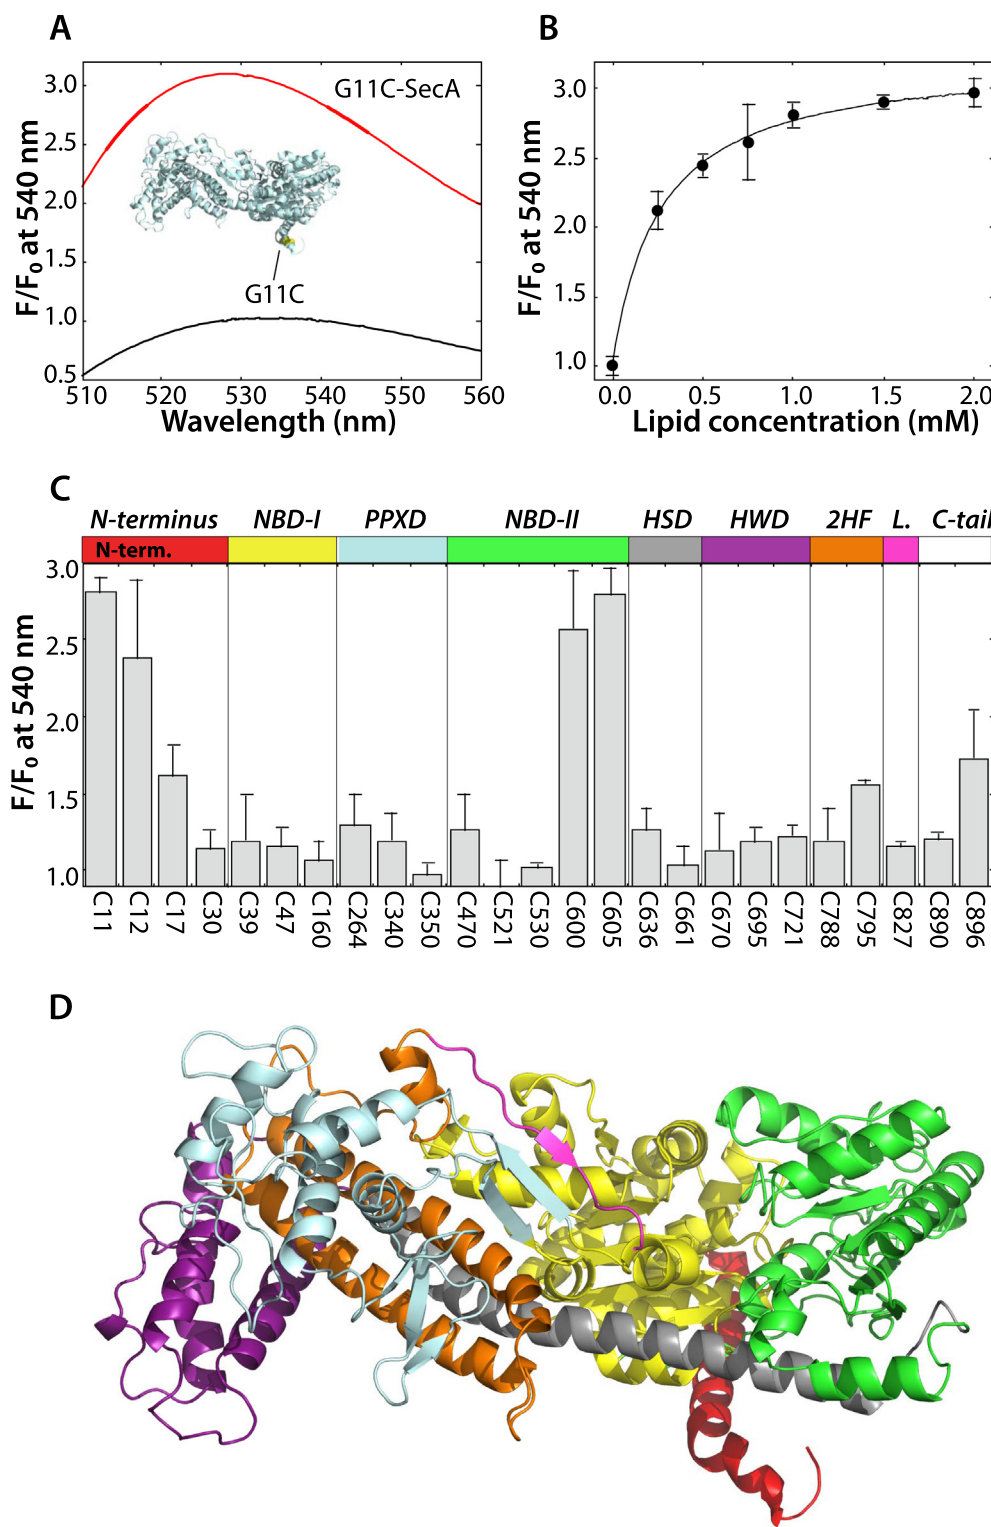 A
F/F0 at 540 nm
3.0
2.5
2.0
1.5
1.0
0.5
G11C-SecA
G11C
510 520 530 540 550 560
Wavelength (nm)
B
F/F0 at 540 nm
3.0
2.5
2.0
1.5
1.0
0.0 0.5 1.0 1.5 2.0
Lipid concentration (mM)
C
N-terminus NBD-I PPXD NBD-II HSD HWD 2HF L. C-tail
N-term.
F/F0 at 540 nm
3.0
2.5
2.0
1.5
1.0
C11 C12 C17 C30 C39 C47 C160 C264 C340 C350 C470 C521 C530 C600 C605 C636 C661 C670 C695 C721 C788 C795 C827 C890 C896
D